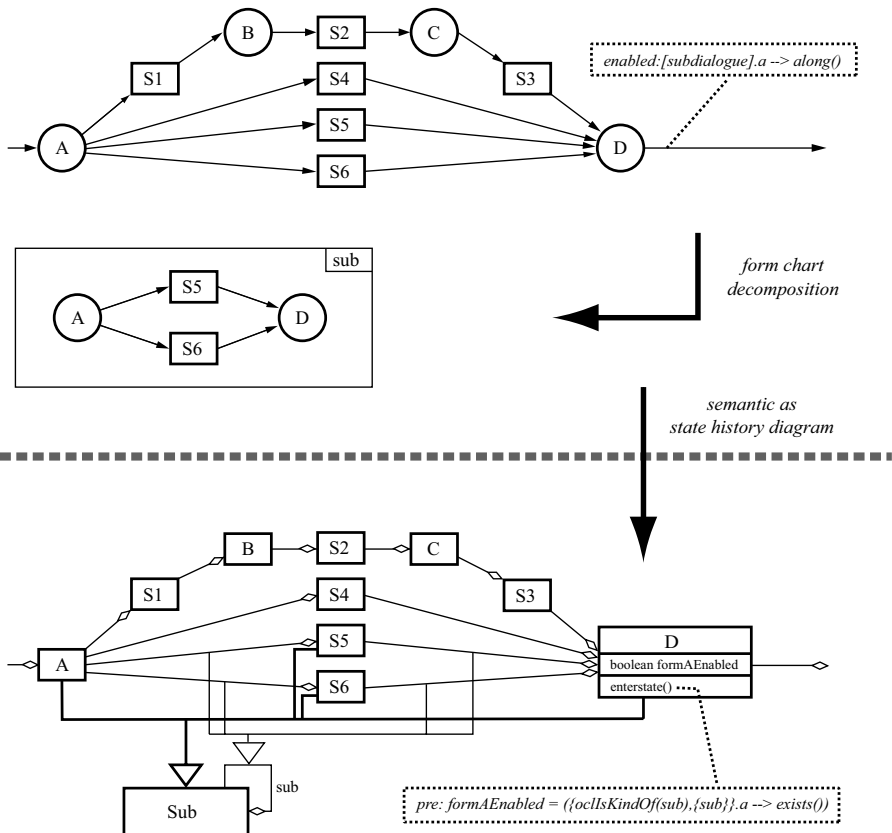 B
S2
C
enabled:[subdialogue].a --> along()
S1
S4
S3
A
S5
D
S6
sub
S5
A
D
S6
form chart
decomposition
semantic as
state history diagram
B
S2
C
S1
S4
S3
S5
D
A
boolean formAEnabled
S6
enterstate()
sub
Sub
pre: formAEnabled = ({oclIsKindOf(sub),{sub}}.a --> exists())